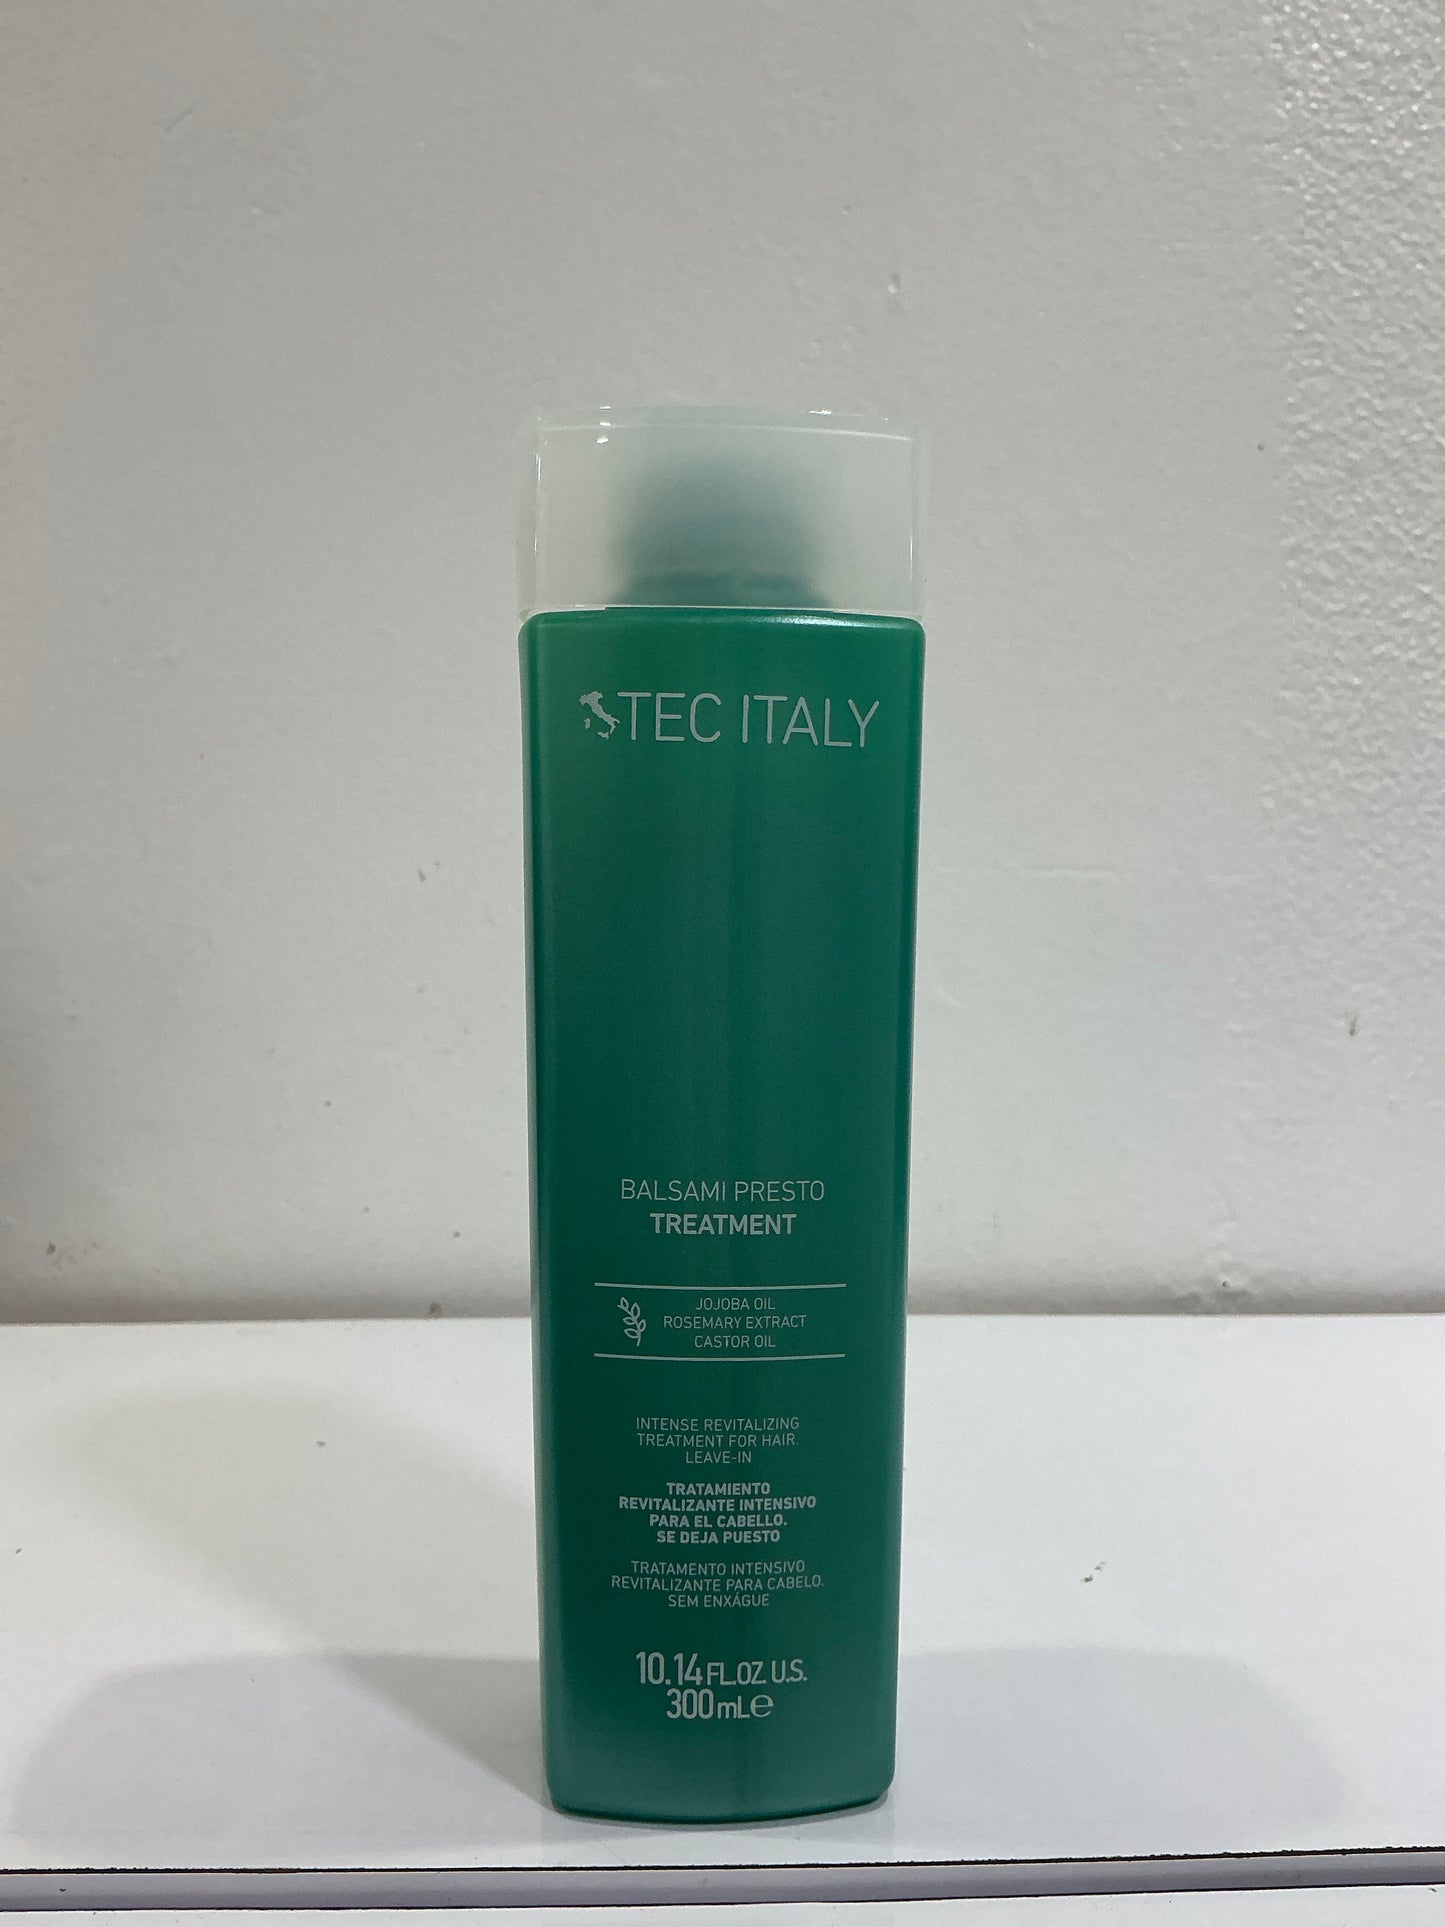 TEC ITALY
BALSAMI PRESTO
TREATMENT
JOJOBA OIL
ROSEMARY EXTRACT
CASTOR OIL
INTENSE REVITALIZING
TREATMENT FOR HAIR.
LEAVE-IN
TRATAMIENTO
REVITALIZANTE INTENSIVO
PARA EL CABELLO.
SE DEJA PUESTO
TRATAMENTO INTENSIVO
REVITALIZANTE PARA CABELO.
SEM ENXÁGUE
10.14 FL.OZ U.S.
300 mL℮